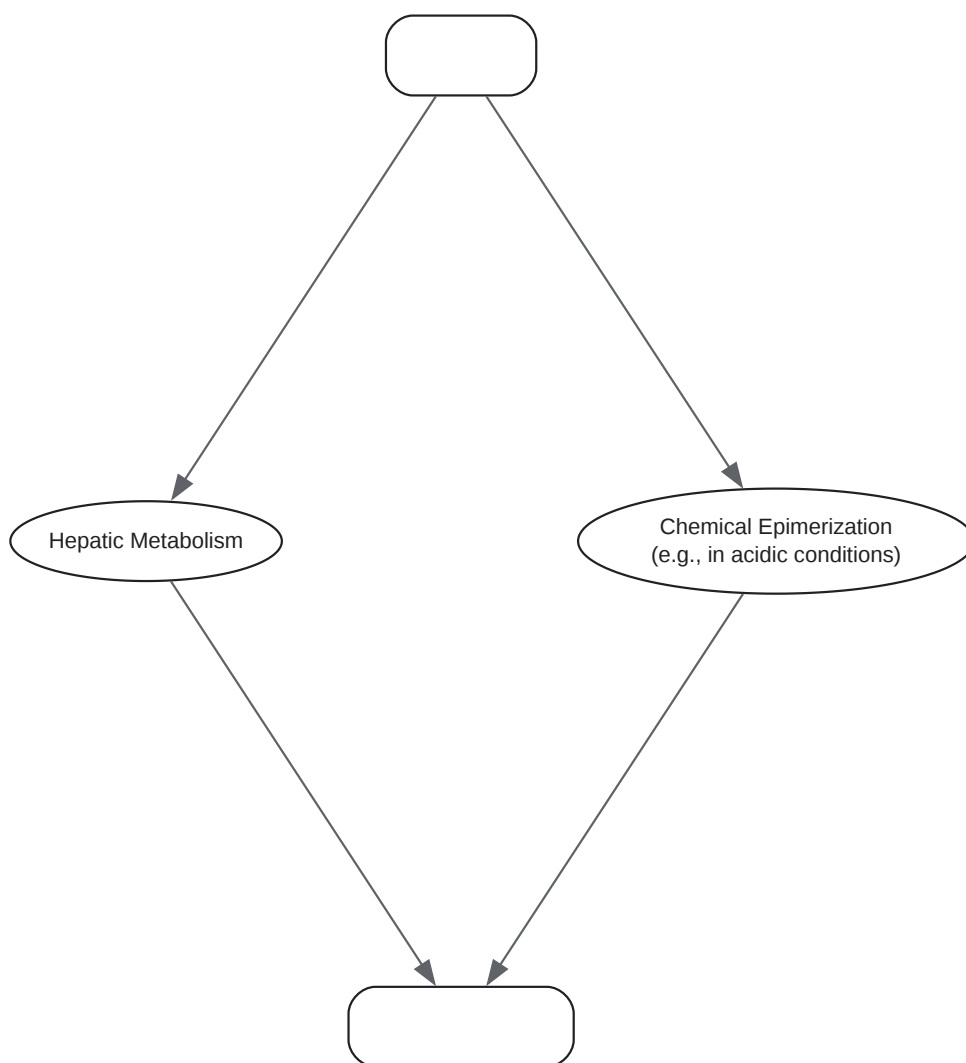 Hepatic Metabolism
Chemical Epimerization
(e.g., in acidic conditions)